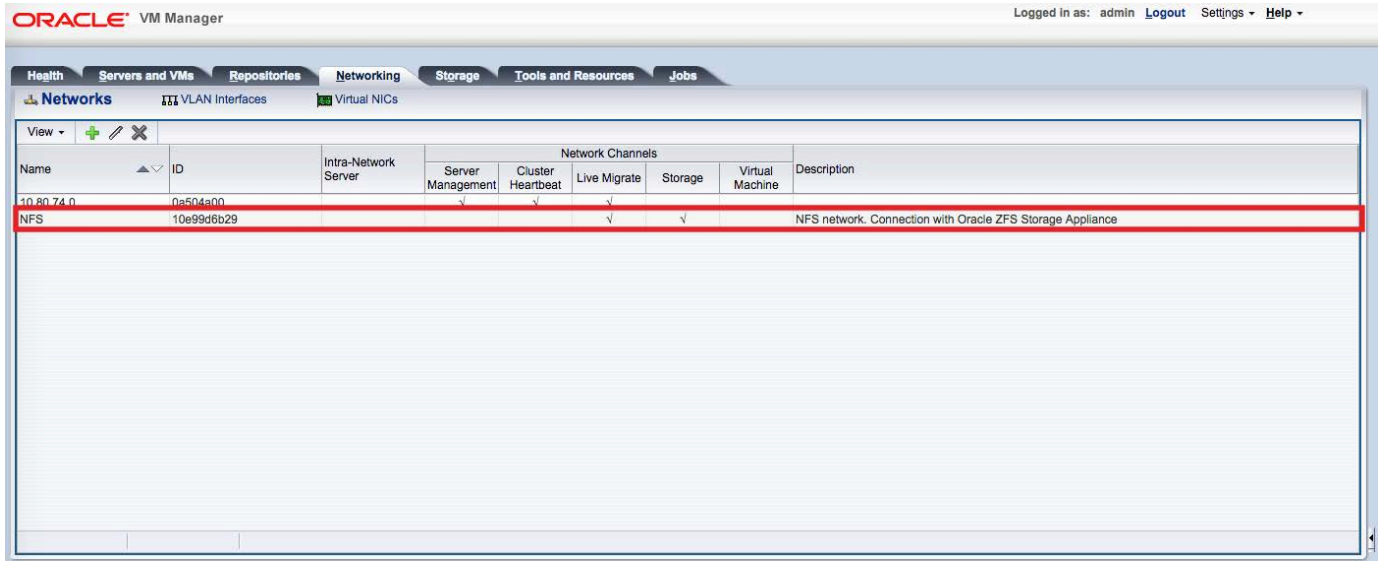 ORACLE VM Manager
Logged in as: admin Logout Settings Help
Health Servers and VMs Repositories Networking Storage Tools and Resources Jobs
Networks VLAN Interfaces Virtual NICs
View
Name ID Intra-Network Server Network Channels Description
Server Management Cluster Heartbeat Live Migrate Storage Virtual Machine
10.80.74.0 0a504a00 √ √ √
NFS 10e99d6b29 √ √ NFS network. Connection with Oracle ZFS Storage Appliance